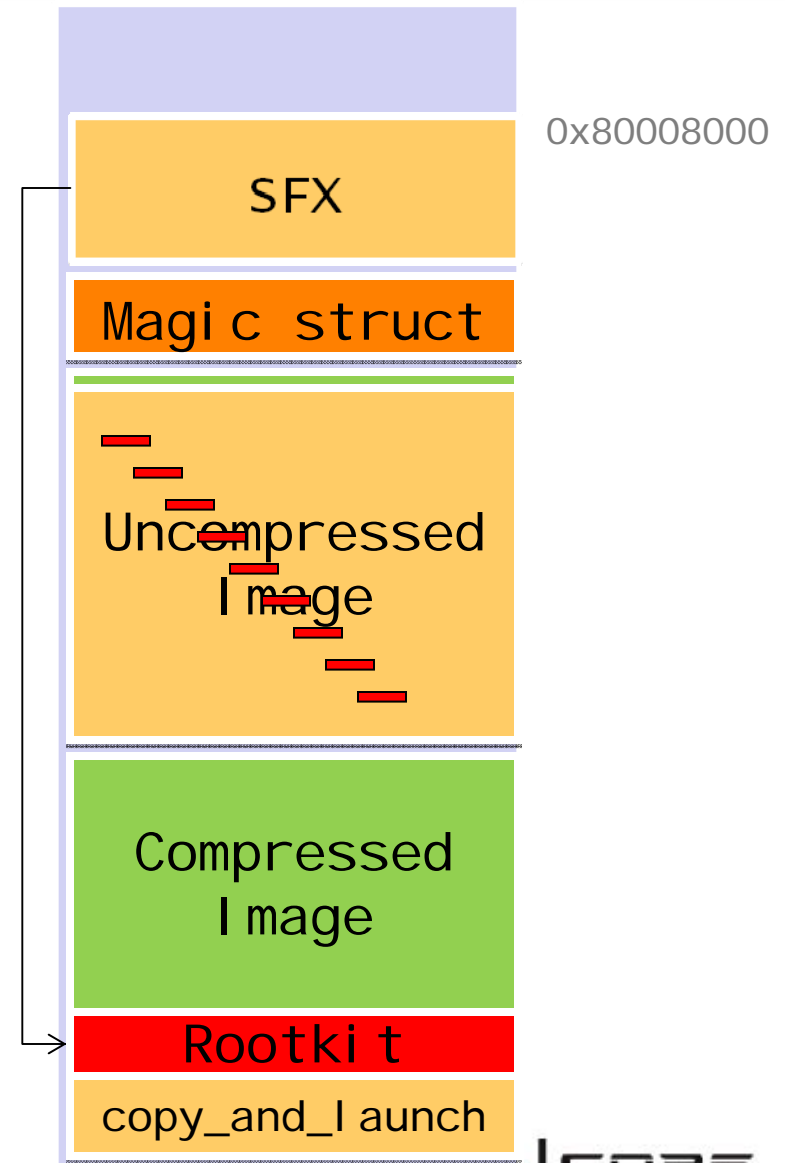 0x80008000
SFX
Magic struct
Uncompressed
Image
Compressed
Image
Rootkit
copy_and_launch